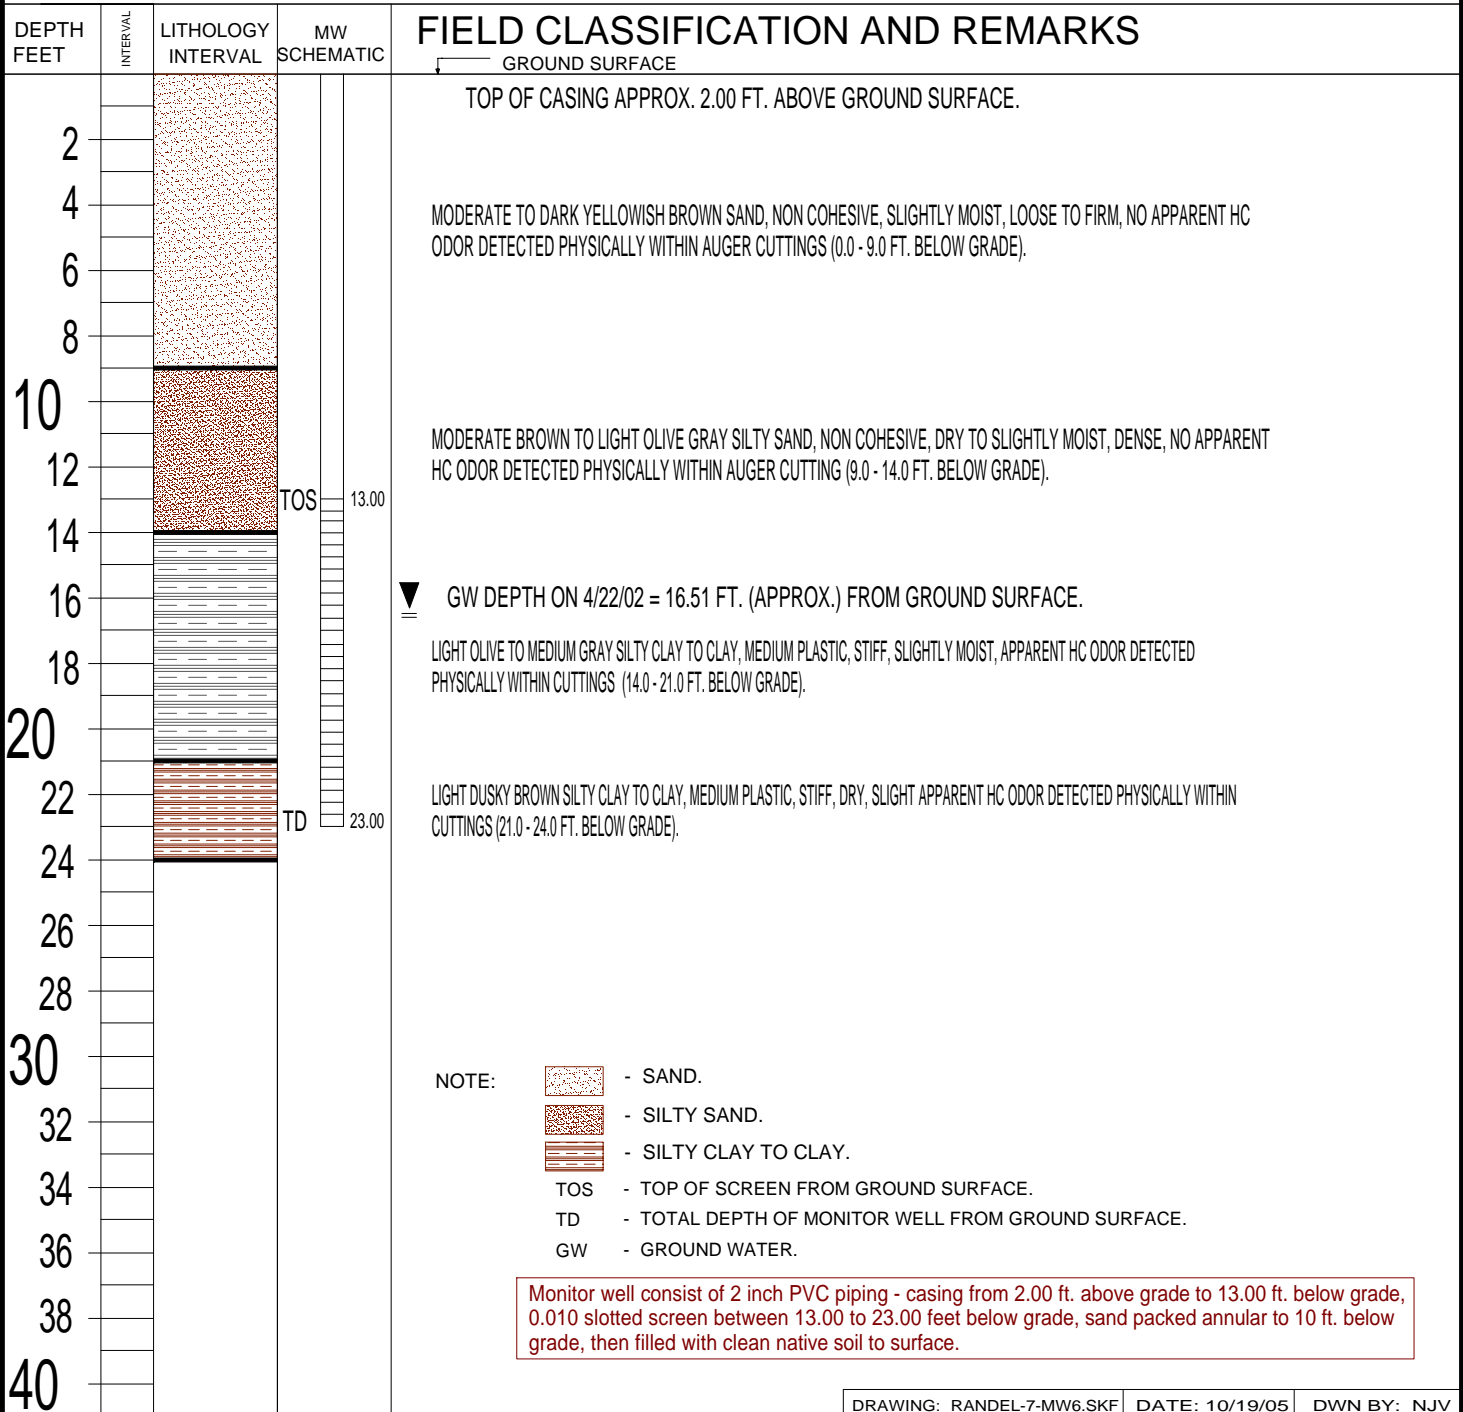 DEPTH FEET
INTERVAL
LITHOLOGY INTERVAL
MW SCHEMATIC
FIELD CLASSIFICATION AND REMARKS
GROUND SURFACE
TOP OF CASING APPROX. 2.00 FT. ABOVE GROUND SURFACE.
2
4
MODERATE TO DARK YELLOWISH BROWN SAND, NON COHESIVE, SLIGHTLY MOIST, LOOSE TO FIRM, NO APPARENT HC
ODOR DETECTED PHYSICALLY WITHIN AUGER CUTTINGS (0.0 - 9.0 FT. BELOW GRADE).
6
8
10
MODERATE BROWN TO LIGHT OLIVE GRAY SILTY SAND, NON COHESIVE, DRY TO SLIGHTLY MOIST, DENSE, NO APPARENT
HC ODOR DETECTED PHYSICALLY WITHIN AUGER CUTTING (9.0 - 14.0 FT. BELOW GRADE).
12
TOS 13.00
14
16
GW DEPTH ON 4/22/02 = 16.51 FT. (APPROX.) FROM GROUND SURFACE.
LIGHT OLIVE TO MEDIUM GRAY SILTY CLAY TO CLAY, MEDIUM PLASTIC, STIFF, SLIGHTLY MOIST, APPARENT HC ODOR DETECTED
PHYSICALLY WITHIN CUTTINGS (14.0 - 21.0 FT. BELOW GRADE).
18
20
22
LIGHT DUSKY BROWN SILTY CLAY TO CLAY, MEDIUM PLASTIC, STIFF, DRY, SLIGHT APPARENT HC ODOR DETECTED PHYSICALLY WITHIN
CUTTINGS (21.0 - 24.0 FT. BELOW GRADE).
TD 23.00
24
26
28
30
NOTE:
- SAND.
- SILTY SAND.
32
- SILTY CLAY TO CLAY.
34
TOS - TOP OF SCREEN FROM GROUND SURFACE.
TD - TOTAL DEPTH OF MONITOR WELL FROM GROUND SURFACE.
36
GW - GROUND WATER.
Monitor well consist of 2 inch PVC piping - casing from 2.00 ft. above grade to 13.00 ft. below grade,
0.010 slotted screen between 13.00 to 23.00 feet below grade, sand packed annular to 10 ft. below
grade, then filled with clean native soil to surface.
38
40
DRAWING: RANDEL-7-MW6.SKF DATE: 10/19/05 DWN BY: NJV